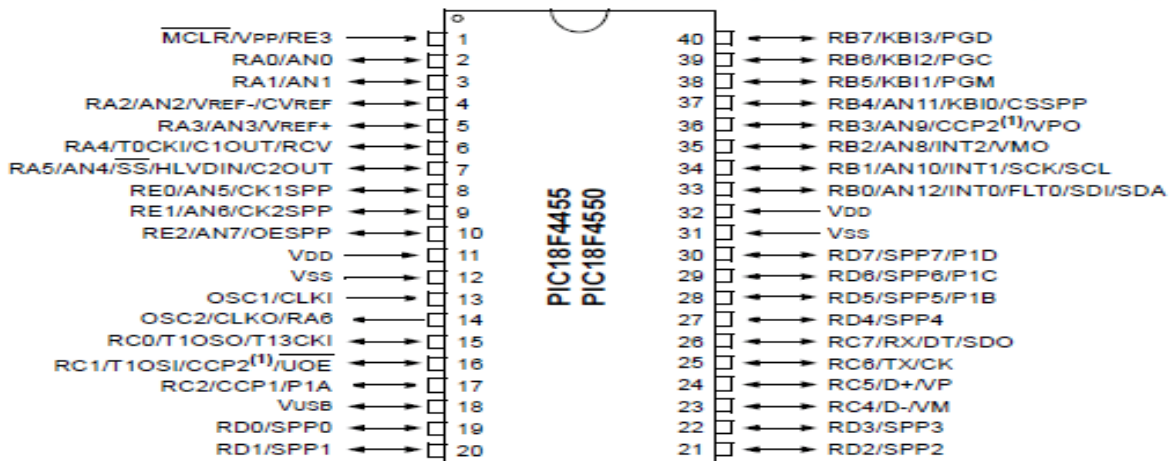 MCLR/VPP/RE3 1 40 RB7/KBI3/PGD
RA0/AN0 2 39 RB6/KBI2/PGC
RA1/AN1 3 38 RB5/KBI1/PGM
RA2/AN2/VREF-/CVREF 4 37 RB4/AN11/KBI0/CSSPP
RA3/AN3/VREF+ 5 36 RB3/AN9/CCP2(1)/VPO
RA4/T0CKI/C1OUT/RCV 6 35 RB2/AN8/INT2/VMO
RA5/AN4/SS/HLVDIN/C2OUT 7 34 RB1/AN10/INT1/SCK/SCL
RE0/AN5/CK1SPP 8 33 RB0/AN12/INT0/FLT0/SDI/SDA
RE1/AN6/CK2SPP 9 32 VDD
RE2/AN7/OESPP 10 31 VSS
VDD 11 30 RD7/SPP7/P1D
VSS 12 29 RD6/SPP6/P1C
OSC1/CLKI 13 28 RD5/SPP5/P1B
OSC2/CLKO/RA6 14 27 RD4/SPP4
RC0/T1OSO/T13CKI 15 26 RC7/RX/DT/SDO
RC1/T1OSI/CCP2(1)/UOE 16 25 RC6/TX/CK
RC2/CCP1/P1A 17 24 RC5/D+/VP
VUSB 18 23 RC4/D-/VM
RD0/SPP0 19 22 RD3/SPP3
RD1/SPP1 20 21 RD2/SPP2
PIC18F4455
PIC18F4550